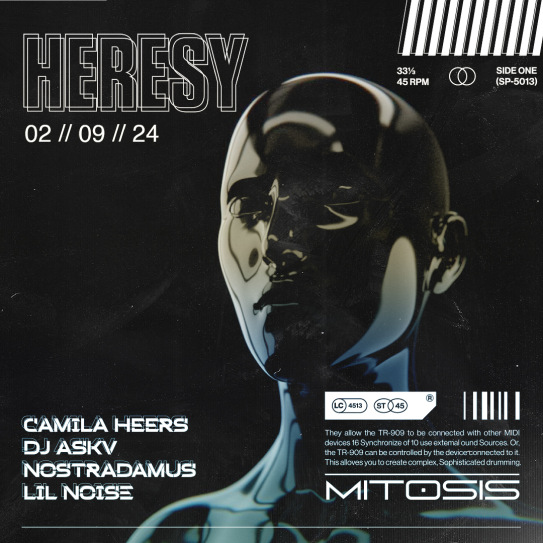 HERESY
02 // 09 // 24
33⅓
45 RPM
SIDE ONE
(SP-5013)
CAMILA HEERS
DJ ASKV
NOSTRADAMUS
LIL NOISE
LC 4513 ST 45 ®
They allow the TR-909 to be connected with other MIDI
devices 16 Synchronize of 10 use external ound Sources. Or,
the TR-909 can be controlled by the deviceronnected to it.
This allows you to create complex, Sophisticated drumming.
MITOSIS